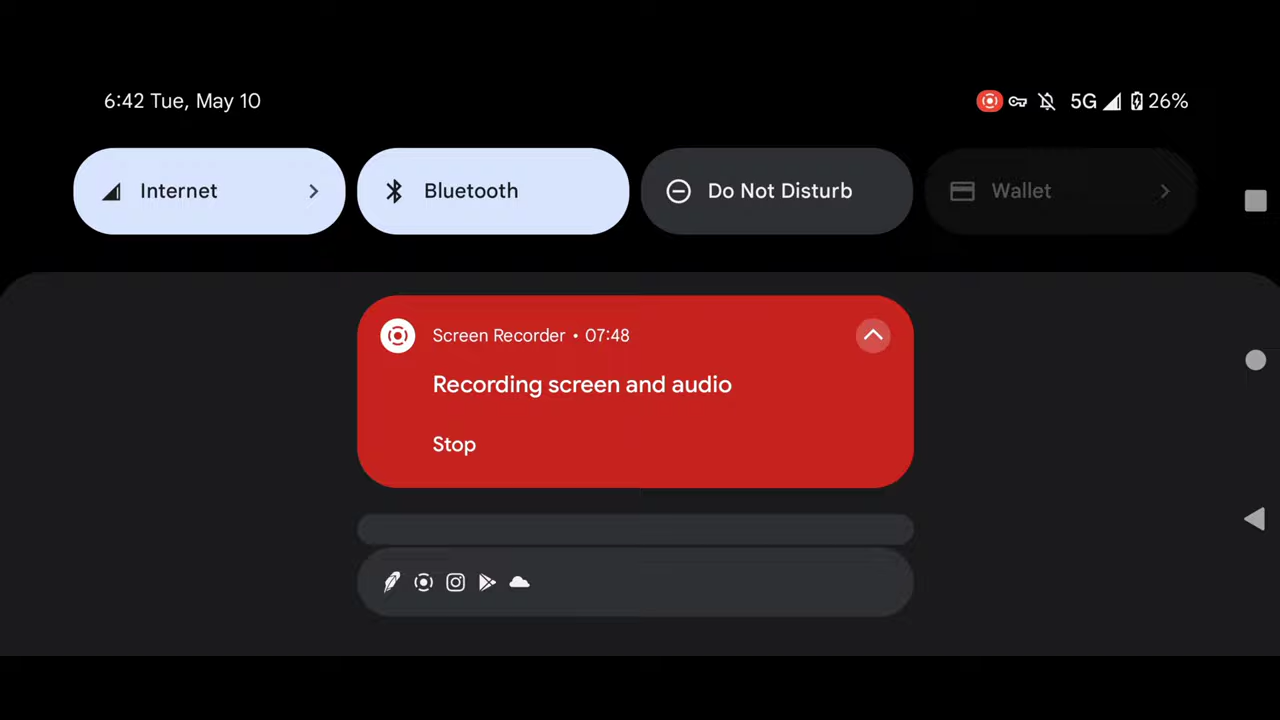 6:42 Tue, May 10
5G 26%
Internet
Bluetooth
Do Not Disturb
Wallet
Screen Recorder • 07:48
Recording screen and audio
Stop